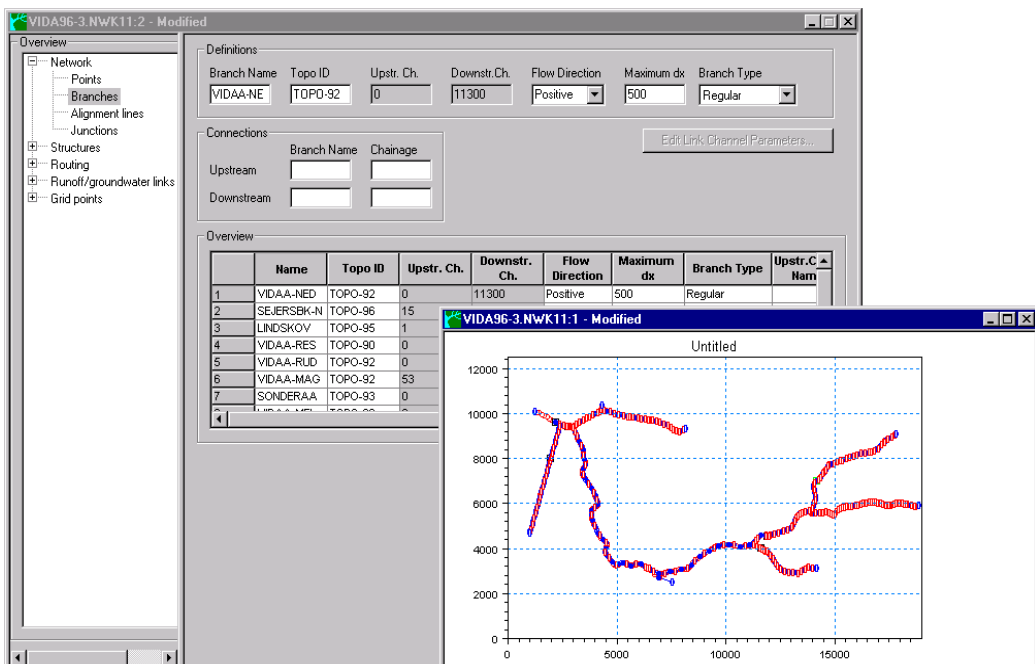 VIDA96-3.NWK11:2 - Modified
Overview
Network
Points
Branches
Alignment lines
Junctions
Structures
Routing
Runoff/groundwater links
Grid points
Definitions
Branch Name Topo ID Upstr. Ch. Downstr.Ch. Flow Direction Maximum dx Branch Type
VIDAA-NE TOPO-92 0 11300 Positive 500 Regular
Connections
Branch Name Chainage
Upstream
Downstream
Edit Link Channel Parameters...
Overview
Name Topo ID Upstr. Ch. Downstr. Ch. Flow Direction Maximum dx Branch Type Upstr.C Nam
1 VIDAA-NED TOPO-92 0 11300 Positive 500 Regular
2 SEJERSBK-N TOPO-96 15
3 LINDSKOV TOPO-95 1
4 VIDAA-RES TOPO-90 0
5 VIDAA-RUD TOPO-92 0
6 VIDAA-MAG TOPO-92 53
7 SONDERAA TOPO-93 0
VIDA96-3.NWK11:1 - Modified
Untitled
12000
10000
8000
6000
4000
2000
0
0 5000 10000 15000